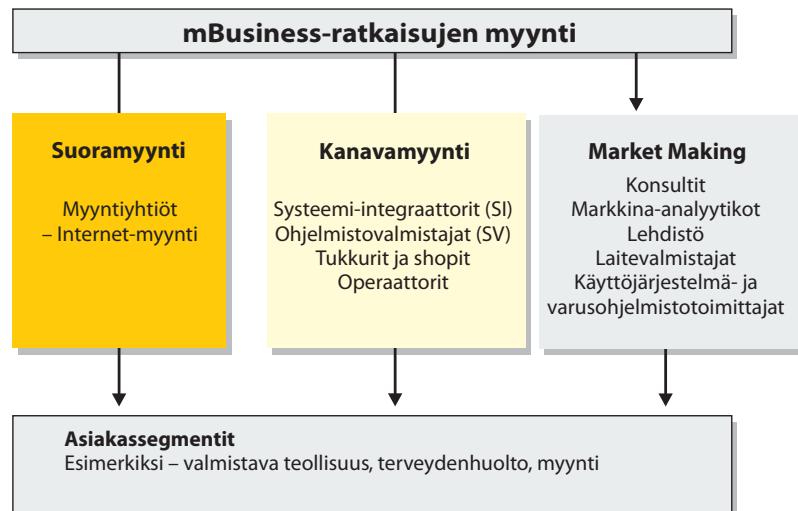 mBusiness-ratkaisujen myynti
Suoramyynti
Myyntiyhtiöt
– Internet-myynti
Kanavamyynti
Systeemi-integraattorit (SI)
Ohjelmistovalmistajat (SV)
Tukkurit ja shopit
Operaattorit
Market Making
Konsultit
Markkina-analyytikot
Lehdistö
Laitevalmistajat
Käyttöjärjestelmä- ja
varusohjelmistotoimittajat
Asiakassegmentit
Esimerkiksi – valmistava teollisuus, terveydenhuolto, myynti